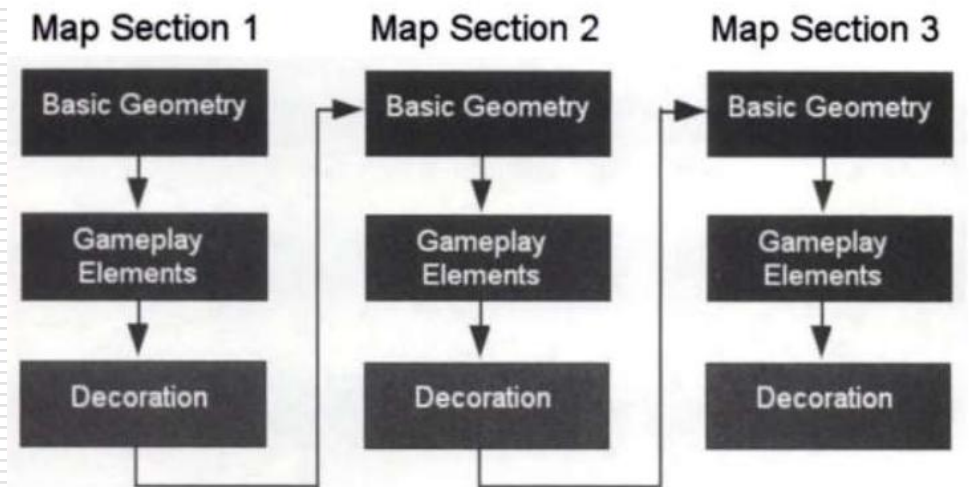 Map Section 1
Basic Geometry
Gameplay
Elements
Decoration
Map Section 2
Basic Geometry
Gameplay
Elements
Decoration
Map Section 3
Basic Geometry
Gameplay
Elements
Decoration